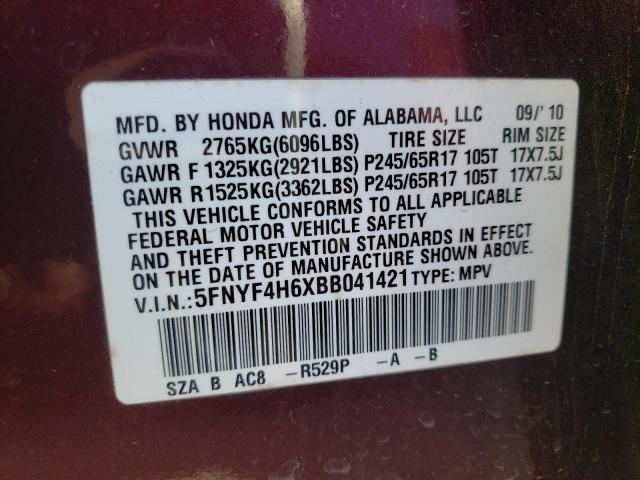 MFD. BY HONDA MFG. OF ALABAMA, LLC 09/'10
GVWR 2765KG(6096LBS) TIRE SIZE RIM SIZE
GAWR F 1325KG(2921LBS) P245/65R17 105T 17X7.5J
GAWR R1525KG(3362LBS) P245/65R17 105T 17X7.5J
THIS VEHICLE CONFORMS TO ALL APPLICABLE
FEDERAL MOTOR VEHICLE SAFETY
AND THEFT PREVENTION STANDARDS IN EFFECT
ON THE DATE OF MANUFACTURE SHOWN ABOVE.
V.I.N.:5FNYF4H6XBB041421 TYPE: MPV
SZA B AC8 -R529P -A -B